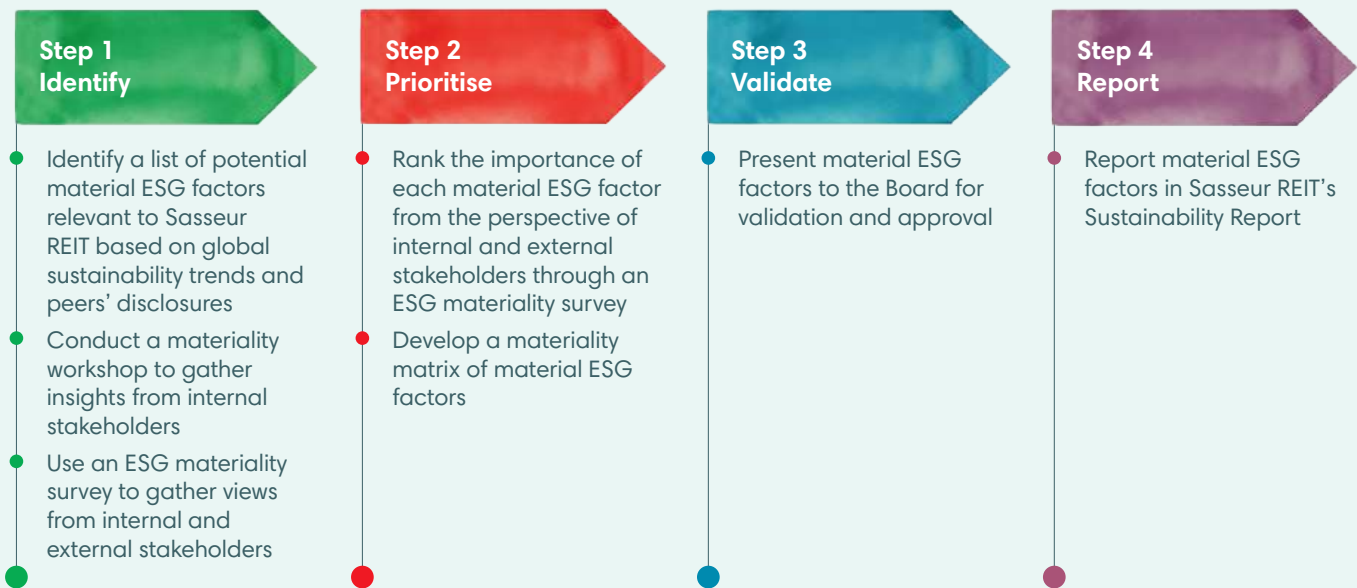 Step 1
Identify
Identify a list of potential
material ESG factors
relevant to Sasseur
REIT based on global
sustainability trends and
peers’ disclosures
Conduct a materiality
workshop to gather
insights from internal
stakeholders
Use an ESG materiality
survey to gather views
from internal and
external stakeholders
Step 2
Prioritise
Rank the importance of
each material ESG factor
from the perspective of
internal and external
stakeholders through an
ESG materiality survey
Develop a materiality
matrix of material ESG
factors
Step 3
Validate
Present material ESG
factors to the Board for
validation and approval
Step 4
Report
Report material ESG
factors in Sasseur REIT’s
Sustainability Report